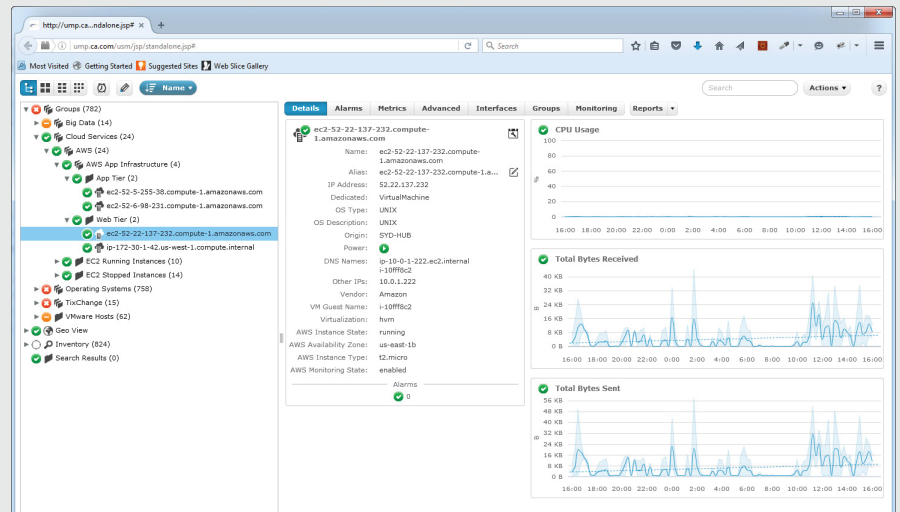 http://ump.ca...ndalone.jsp#
ump.ca.com/usm/jsp/standalone.jsp#
Search
Most Visited Getting Started Suggested Sites Web Slice Gallery
Name
Search
Actions
?
Groups (782)
Big Data (14)
Cloud Services (24)
AWS (24)
AWS App Infrastructure (4)
App Tier (2)
ec2-52-5-255-38.compute-1.amazonaws.com
ec2-52-6-98-231.compute-1.amazonaws.com
Web Tier (2)
ec2-52-22-137-232.compute-1.amazonaws.com
ip-172-30-1-42.us-west-1.compute.internal
EC2 Running Instances (10)
EC2 Stopped Instances (14)
Operating Systems (758)
TixChange (15)
VMware Hosts (62)
Geo View
Inventory (824)
Search Results (0)
Details Alarms Metrics Advanced Interfaces Groups Monitoring Reports
ec2-52-22-137-232.compute-
1.amazonaws.com
Name: ec2-52-22-137-232.compute-
1.amazonaws.com
Alias: ec2-52-22-137-232.compute-1.a...
IP Address: 52.22.137.232
Dedicated: VirtualMachine
OS Type: UNIX
OS Description: UNIX
Origin: SYD-HUB
Power:
DNS Names: ip-10-0-1-222.ec2.internal
i-10fff8c2
Other IPs: 10.0.1.222
Vendor: Amazon
VM Guest Name: i-10fff8c2
Virtualization: hvm
AWS Instance State: running
AWS Availability Zone: us-east-1b
AWS Instance Type: t2.micro
AWS Monitoring State: enabled
Alarms
0
CPU Usage
100
80
60
%
40
20
0
16:00 18:00 20:00 22:00 0:00 2:00 4:00 6:00 8:00 10:00 12:00 14:00 16:00
Total Bytes Received
40 KB
32 KB
24 KB
B
16 KB
8 KB
0 B
16:00 18:00 20:00 22:00 0:00 2:00 4:00 6:00 8:00 10:00 12:00 14:00 16:00
Total Bytes Sent
56 KB
48 KB
40 KB
32 KB
B
24 KB
16 KB
8 KB
0 B
16:00 18:00 20:00 22:00 0:00 2:00 4:00 6:00 8:00 10:00 12:00 14:00 16:00